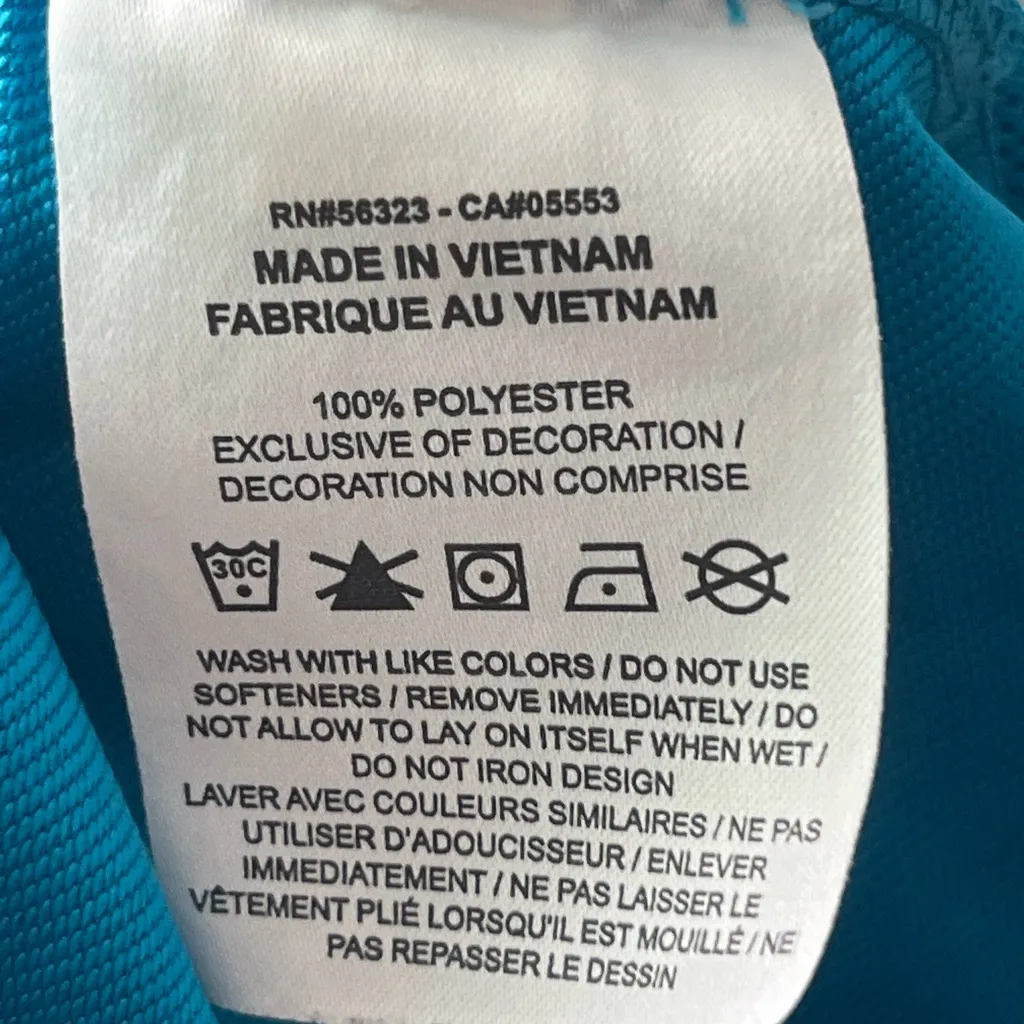 RN#56323 - CA#05553
MADE IN VIETNAM
FABRIQUE AU VIETNAM
100% POLYESTER
EXCLUSIVE OF DECORATION /
DECORATION NON COMPRISE
30C
WASH WITH LIKE COLORS / DO NOT USE
SOFTENERS / REMOVE IMMEDIATELY / DO
NOT ALLOW TO LAY ON ITSELF WHEN WET /
DO NOT IRON DESIGN
LAVER AVEC COULEURS SIMILAIRES / NE PAS
UTILISER D'ADOUCISSEUR / ENLEVER
IMMEDIATEMENT / NE PAS LAISSER LE
VÊTEMENT PLIÉ LORSQU'IL EST MOUILLÉ / NE
PAS REPASSER LE DESSIN